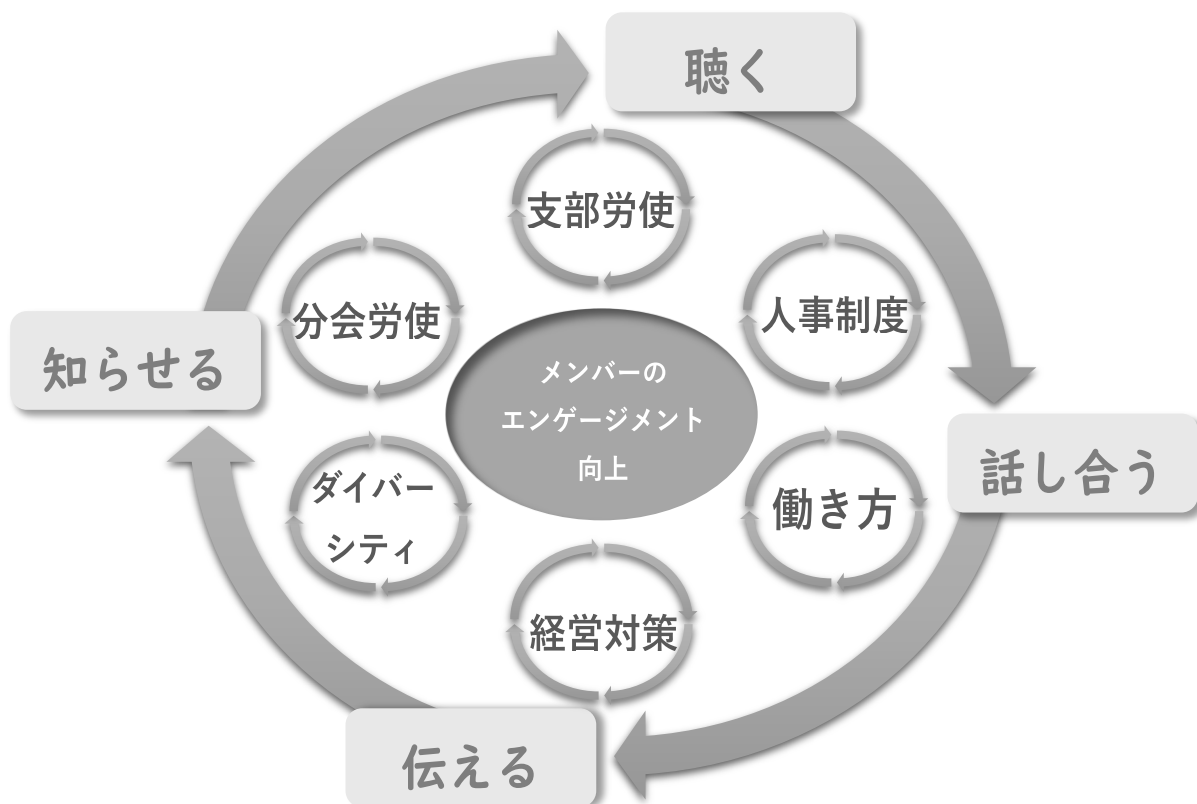 聴く
支部労使
分会労使
人事制度
知らせる
メンバーの
エンゲージメント
向上
話し合う
ダイバー
シティ
働き方
経営対策
伝える